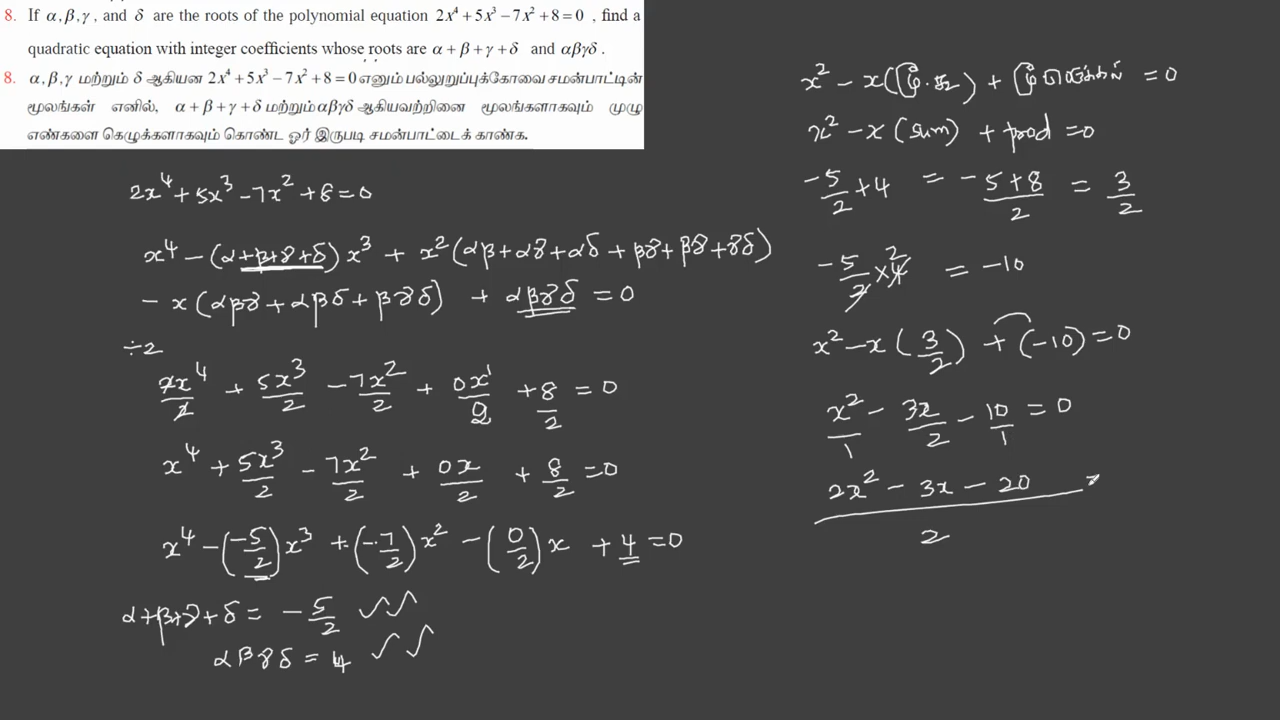 8. If α,β,γ, and δ are the roots of the polynomial equation 2x⁴+5x³−7x²+8=0 , find a
quadratic equation with integer coefficients whose roots are α+β+γ+δ and αβγδ .
8. α,β,γ மற்றும் δ ஆகியன 2x⁴+5x³−7x²+8=0 எனும் பல்லுறுப்புக்கோவை சமன்பாட்டின்
மூலங்கள் எனில், α+β+γ+δ மற்றும் αβγδ ஆகியவற்றினை மூலங்களாகவும் முழு
எண்களை கெழுக்களாகவும் கொண்ட ஓர் இருபடி சமன்பாட்டைக் காண்க.
2x⁴+5x³−7x²+8=0
x⁴−(α+β+γ+δ)x³ + x²(αβ+αγ+αδ+βγ+βγ+γδ)
− x(αβγ+αβδ+βγδ) + αβγδ = 0
÷2
2x⁴/2 + 5x³/2 − 7x²/2 + 0x¹/2 + 8/2 = 0
x⁴ + 5x³/2 − 7x²/2 + 0x/2 + 8/2 = 0
x⁴ − (−5/2)x³ + (−7/2)x² − (0/2)x + 4 = 0
α+β+γ+δ = −5/2
αβγδ = 4
x² − x(மூ.கூ) + மூ பெருக்கல் = 0
x² − x (sum) + prod = 0
−5/2 + 4 = −5+8/2 = 3/2
−5/2 × 4 2 = −10
x² − x(3/2) + (−10) = 0
x²/1 − 3x/2 − 10/1 = 0
2x² − 3x − 20
2